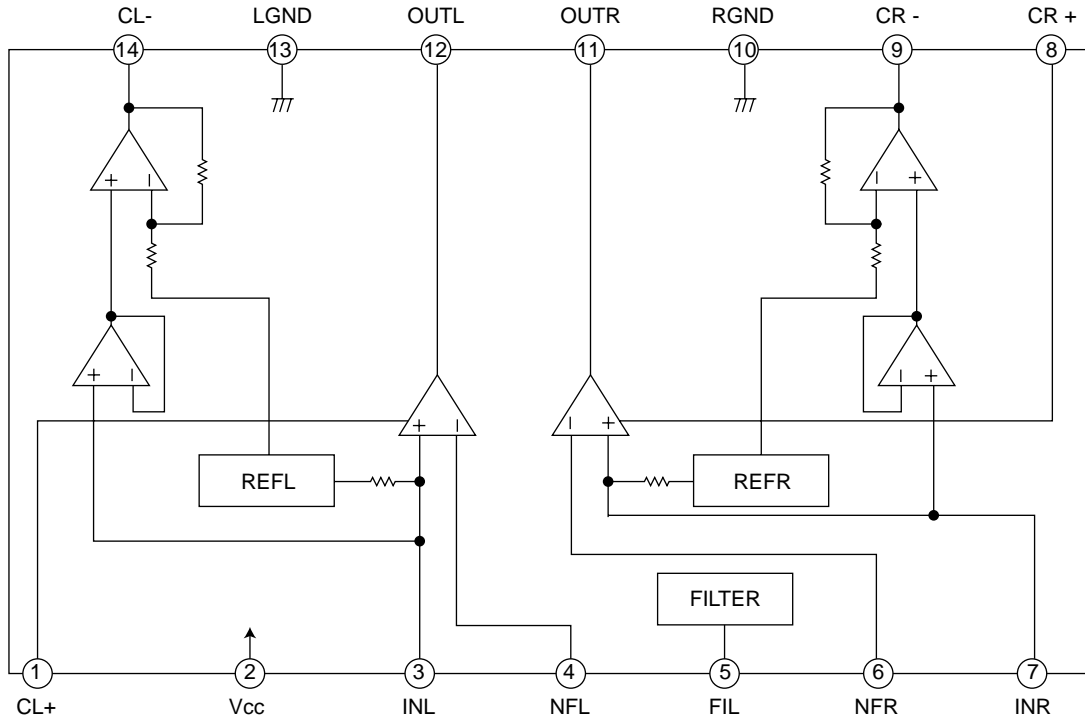 CL- LGND OUTL OUTR RGND CR - CR +
14 13 12 11 10 9 8
+ − − +
+ − − +
+ − − +
REFL REFR
FILTER
1 2 3 4 5 6 7
CL+ Vcc INL NFL FIL NFR INR